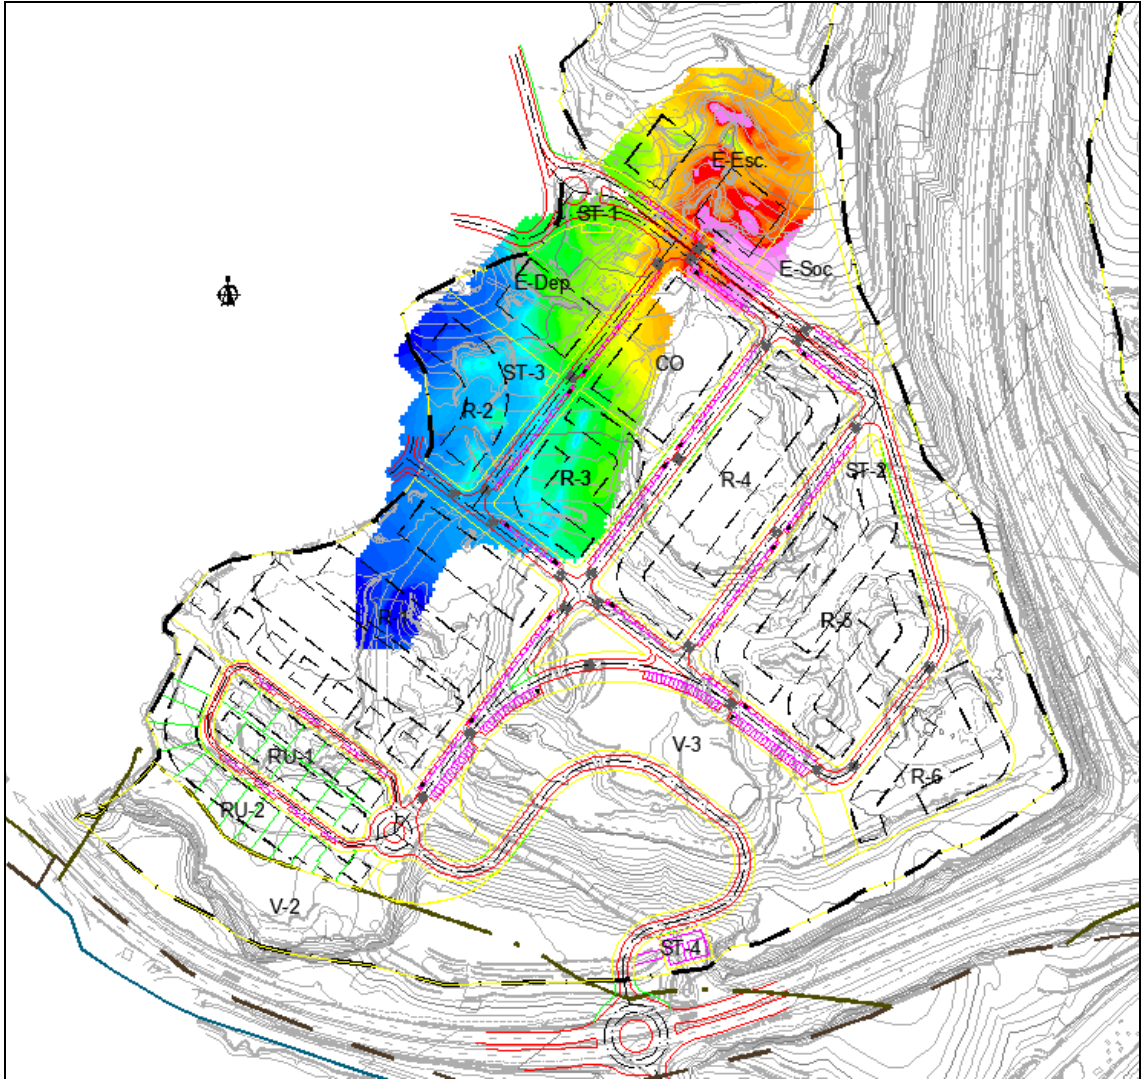 E-Esc.
ST-1
E-Soc.
E-Dep.
CO
ST-3
R-2
R-3
R-4
ST-2
R-1
R-5
RU-1
V-3
R-6
RU-2
V-2
ST-4